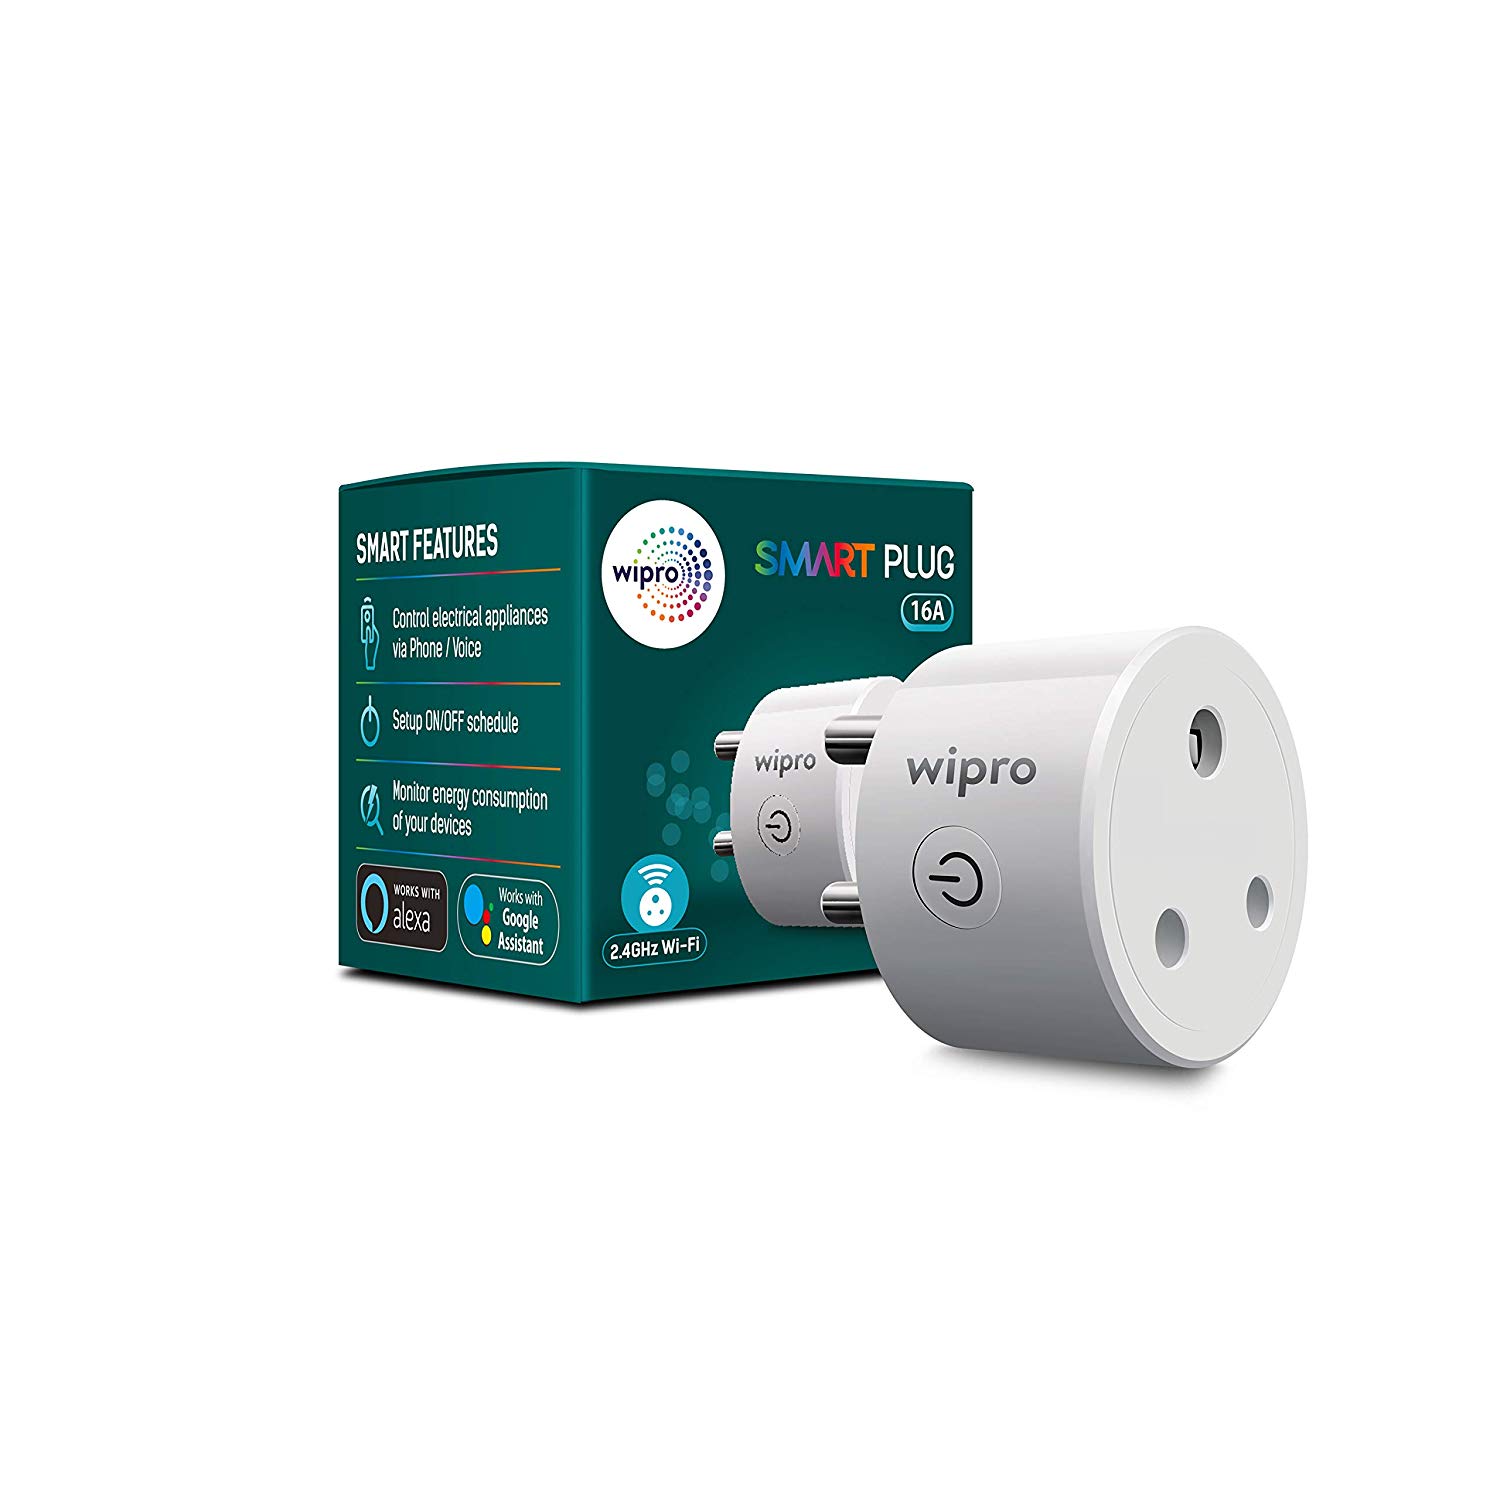 SMART FEATURES
Control electrical appliances
via Phone / Voice
Setup ON/OFF schedule
Monitor energy consumption
of your devices
WORKS WITH
alexa
Works with
Google
Assistant
wipro
SMART PLUG
16A
wipro
2.4GHz Wi-Fi
wipro